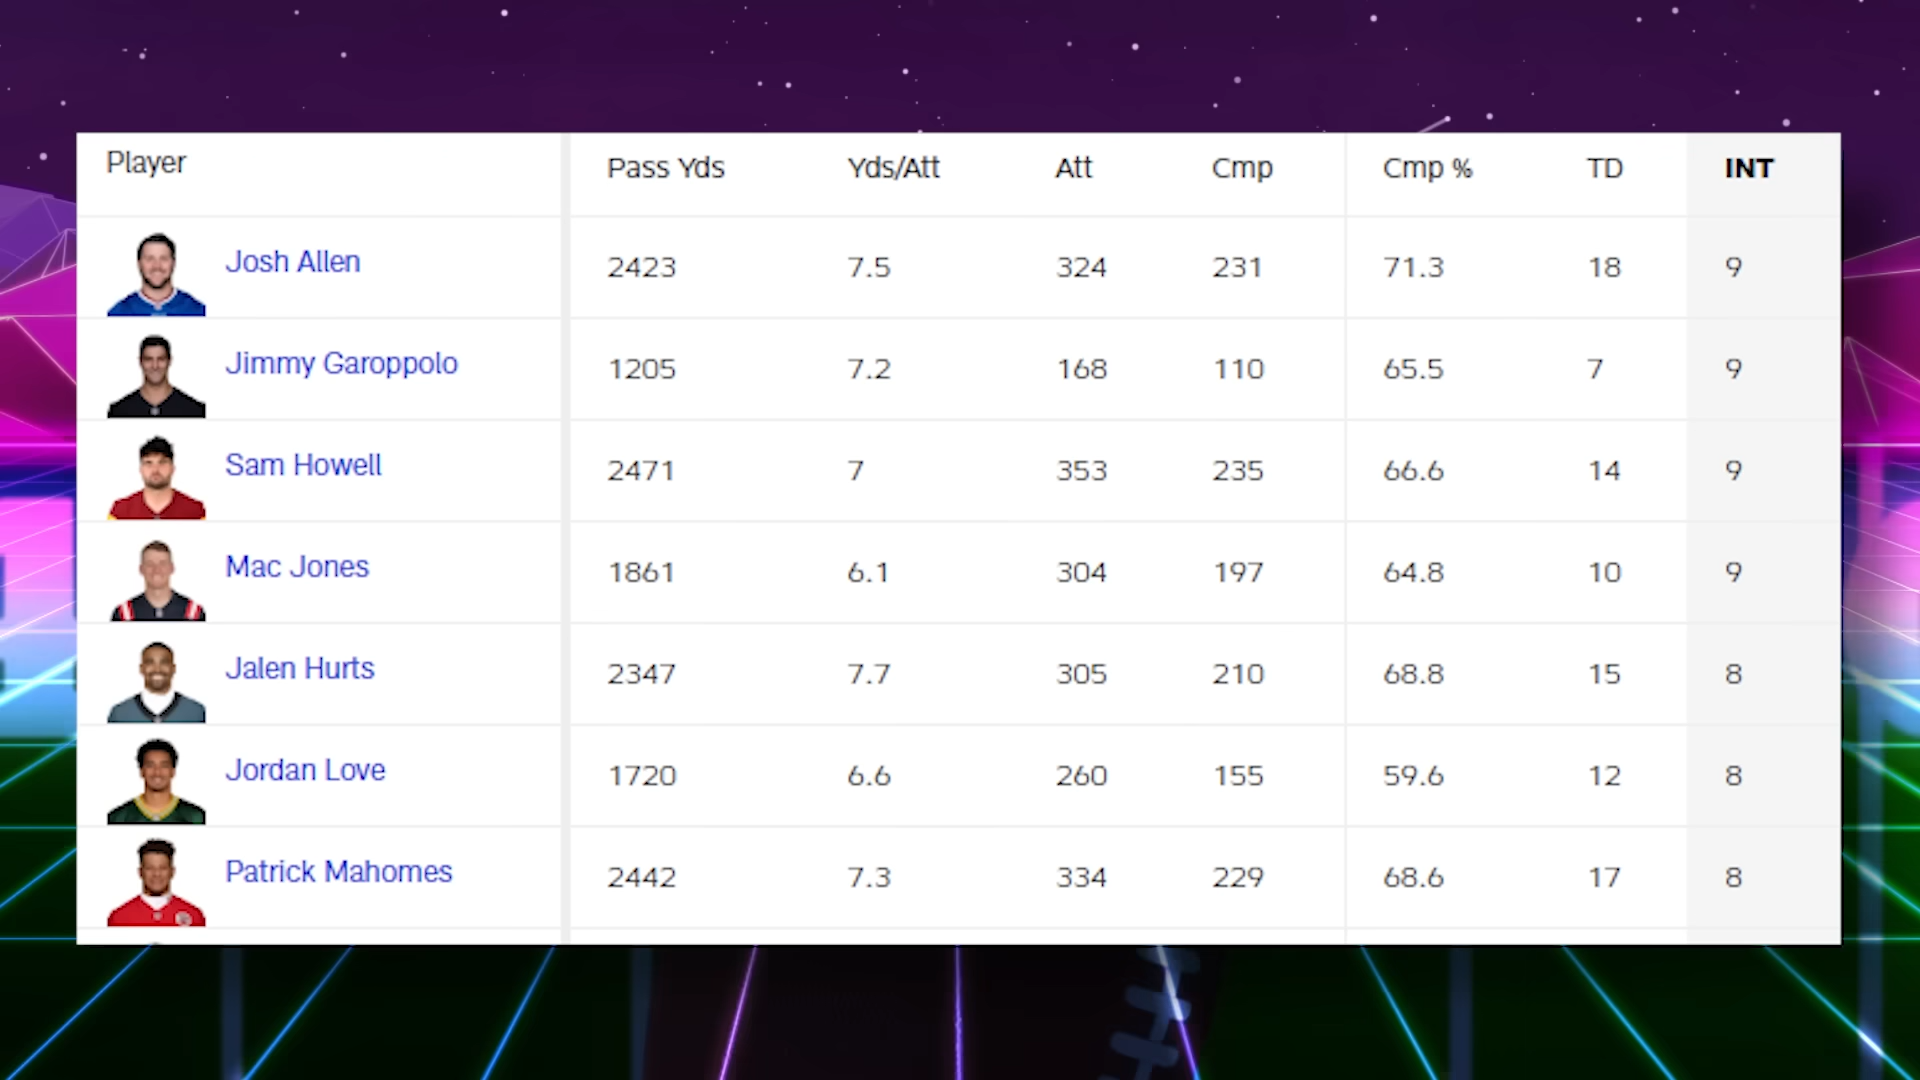 Player Pass Yds Yds/Att Att Cmp Cmp % TD INT
Josh Allen 2423 7.5 324 231 71.3 18 9
Jimmy Garoppolo 1205 7.2 168 110 65.5 7 9
Sam Howell 2471 7 353 235 66.6 14 9
Mac Jones 1861 6.1 304 197 64.8 10 9
Jalen Hurts 2347 7.7 305 210 68.8 15 8
Jordan Love 1720 6.6 260 155 59.6 12 8
Patrick Mahomes 2442 7.3 334 229 68.6 17 8